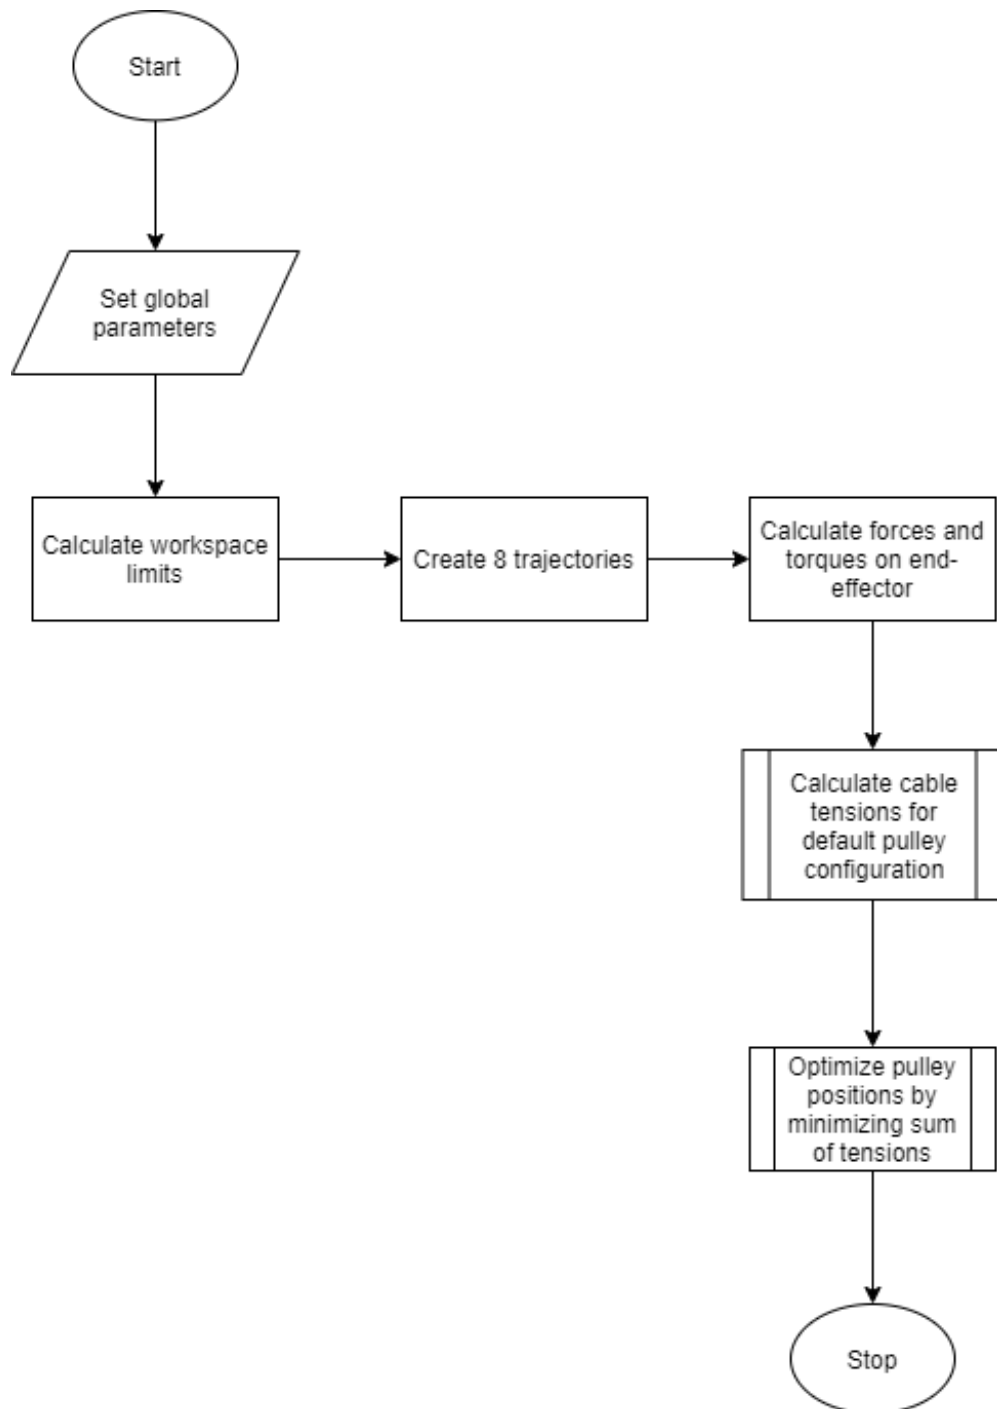 Start
Set global
parameters
Calculate workspace
limits
Create 8 trajectories
Calculate forces and
torques on end-
effector
Calculate cable
tensions for
default pulley
configuration
Optimize pulley
positions by
minimizing sum
of tensions
Stop